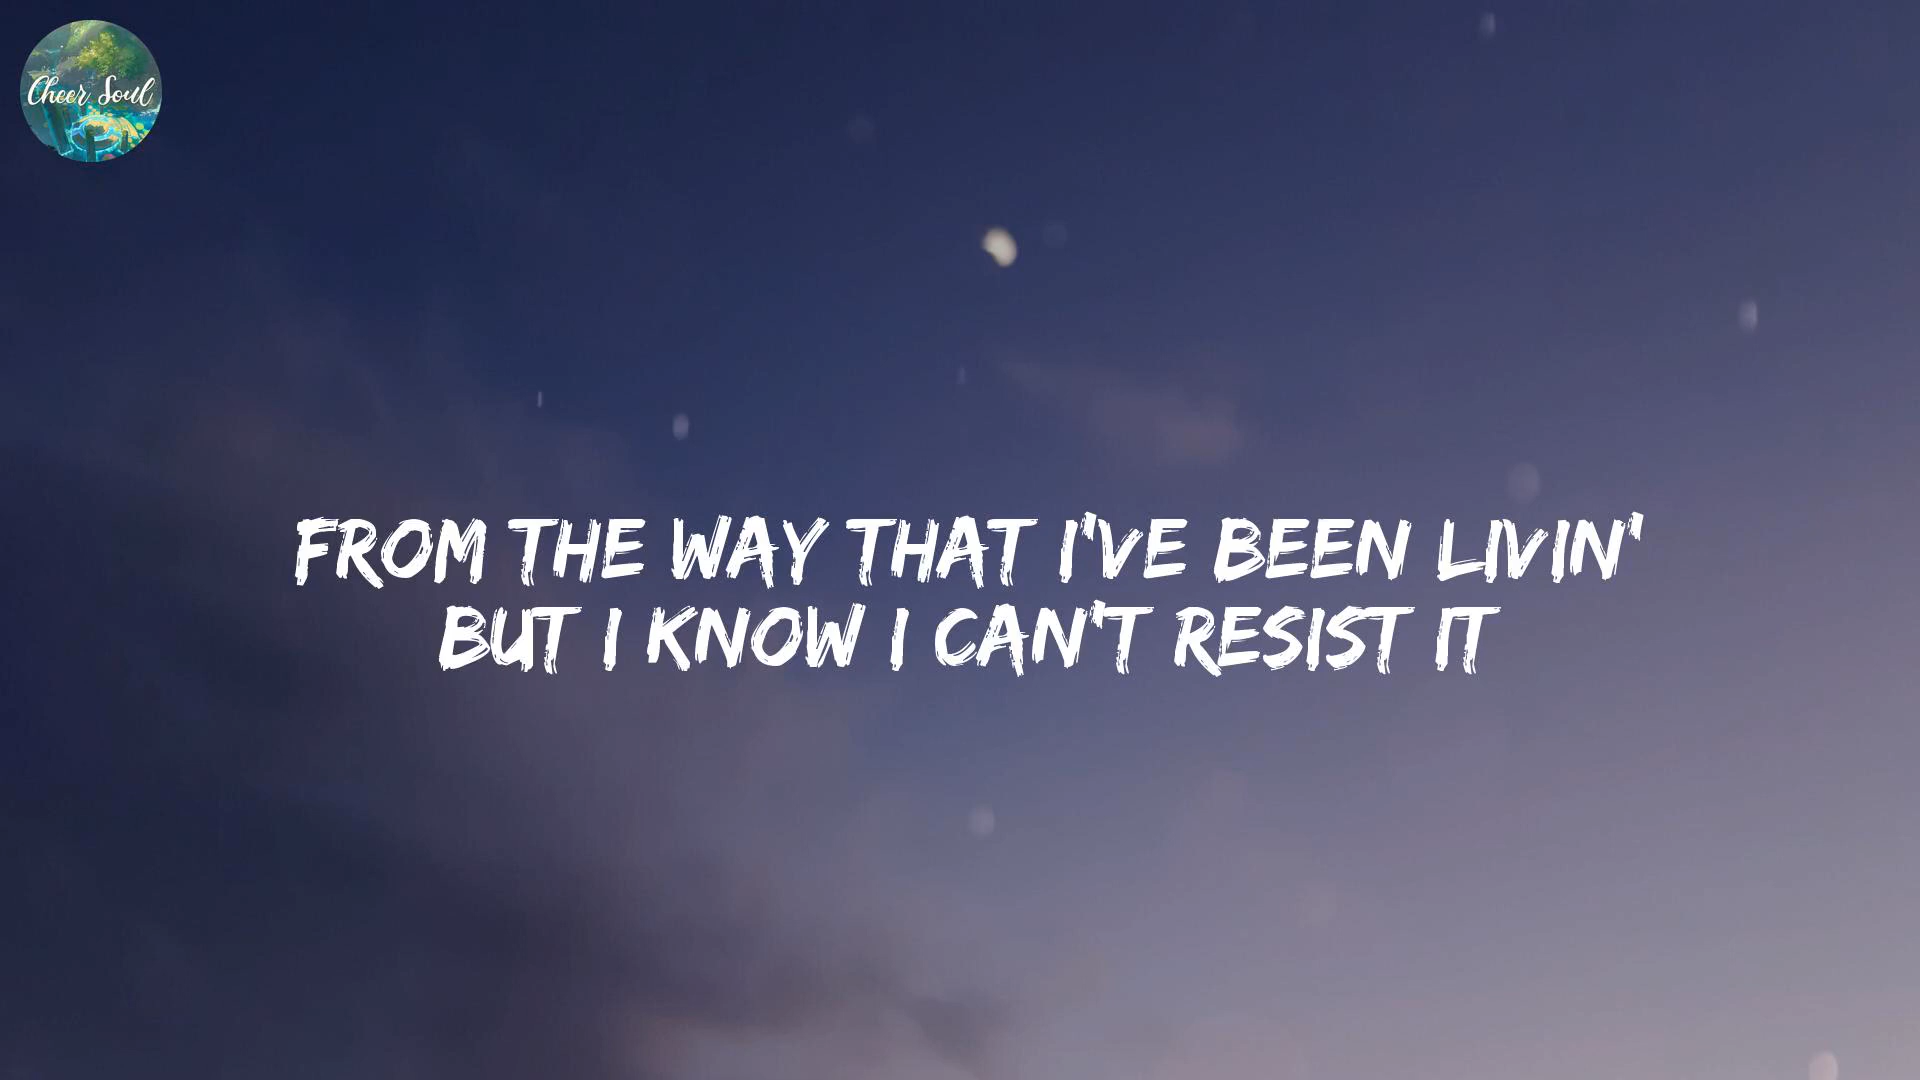 Cheer Soul
FROM THE WAY THAT I'VE BEEN LIVIN'
BUT I KNOW I CAN'T RESIST IT